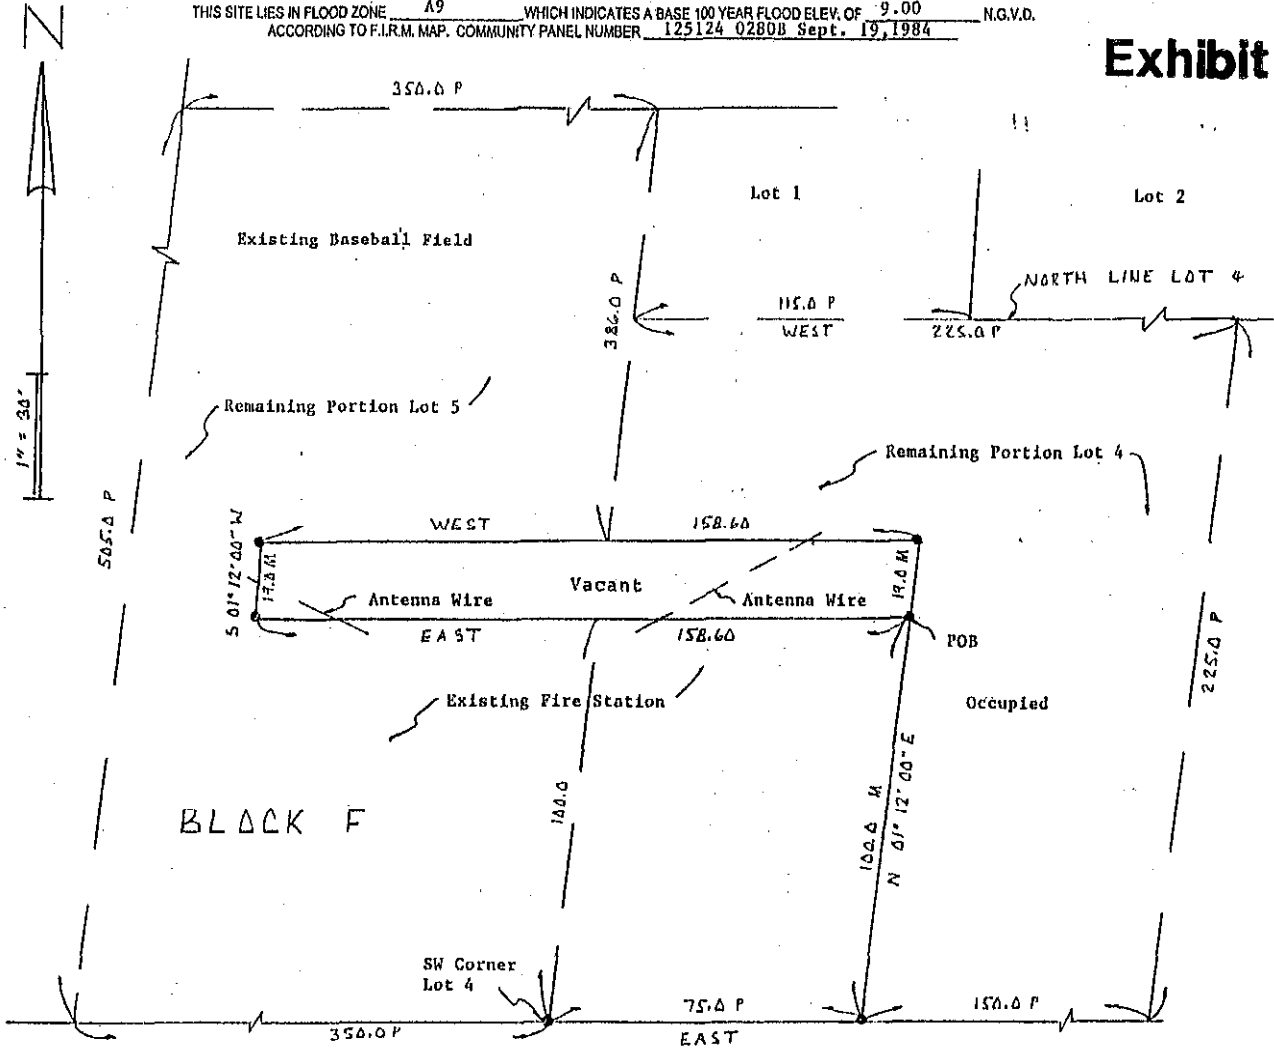 THIS SITE LIES IN FLOOD ZONE A9 WHICH INDICATES A BASE 100 YEAR FLOOD ELEV. OF 9.00 N.G.V.D.
ACCORDING TO F.I.R.M. MAP. COMMUNITY PANEL NUMBER 125124 0280B Sept. 19,1984
N
Exhibit
350.0 P
Lot 1
Lot 2
Existing Baseball Field
NORTH LINE LOT 4
386.0 P
115.0 P
WEST
225.0 P
1" = 30'
Remaining Portion Lot 5
Remaining Portion Lot 4
505.0 P
WEST
158.60
S 01° 12' 00" W
19.0 M
Vacant
19.0 M
Antenna Wire
Antenna Wire
EAST
158.60
POB
225.0 P
Existing Fire Station
Occupied
BLOCK F
100.0
100.0 M
N 01° 12' 00" E
SW Corner
Lot 4
75.0 P
150.0 P
350.0 P
EAST